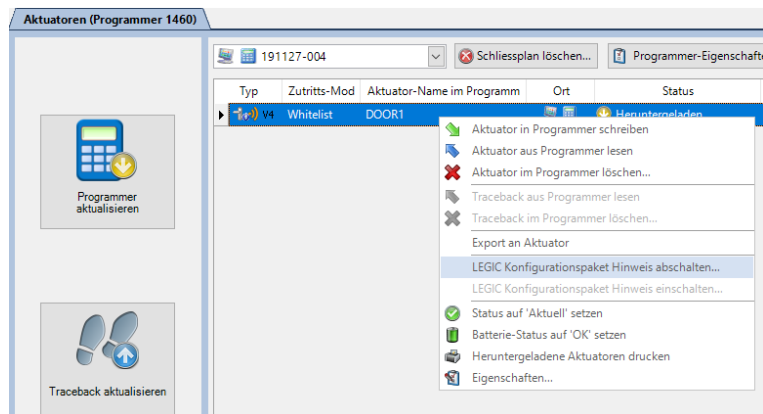 Aktuatoren (Programmer 1460)
191127-004
Schliessplan löschen...
Programmer-Eigenschafte
Typ Zutritts-Mod Aktuator-Name im Programm Ort Status
V4 Whitelist DOOR1 Heruntergeladen
Aktuator in Programmer schreiben
Aktuator aus Programmer lesen
Aktuator im Programmer löschen...
Traceback aus Programmer lesen
Traceback im Programmer löschen...
Export an Aktuator
LEGIC Konfigurationspaket Hinweis abschalten...
LEGIC Konfigurationspaket Hinweis einschalten...
Status auf 'Aktuell' setzen
Batterie-Status auf 'OK' setzen
Heruntergeladene Aktuatoren drucken
Eigenschaften...
Programmer
aktualisieren
Traceback aktualisieren